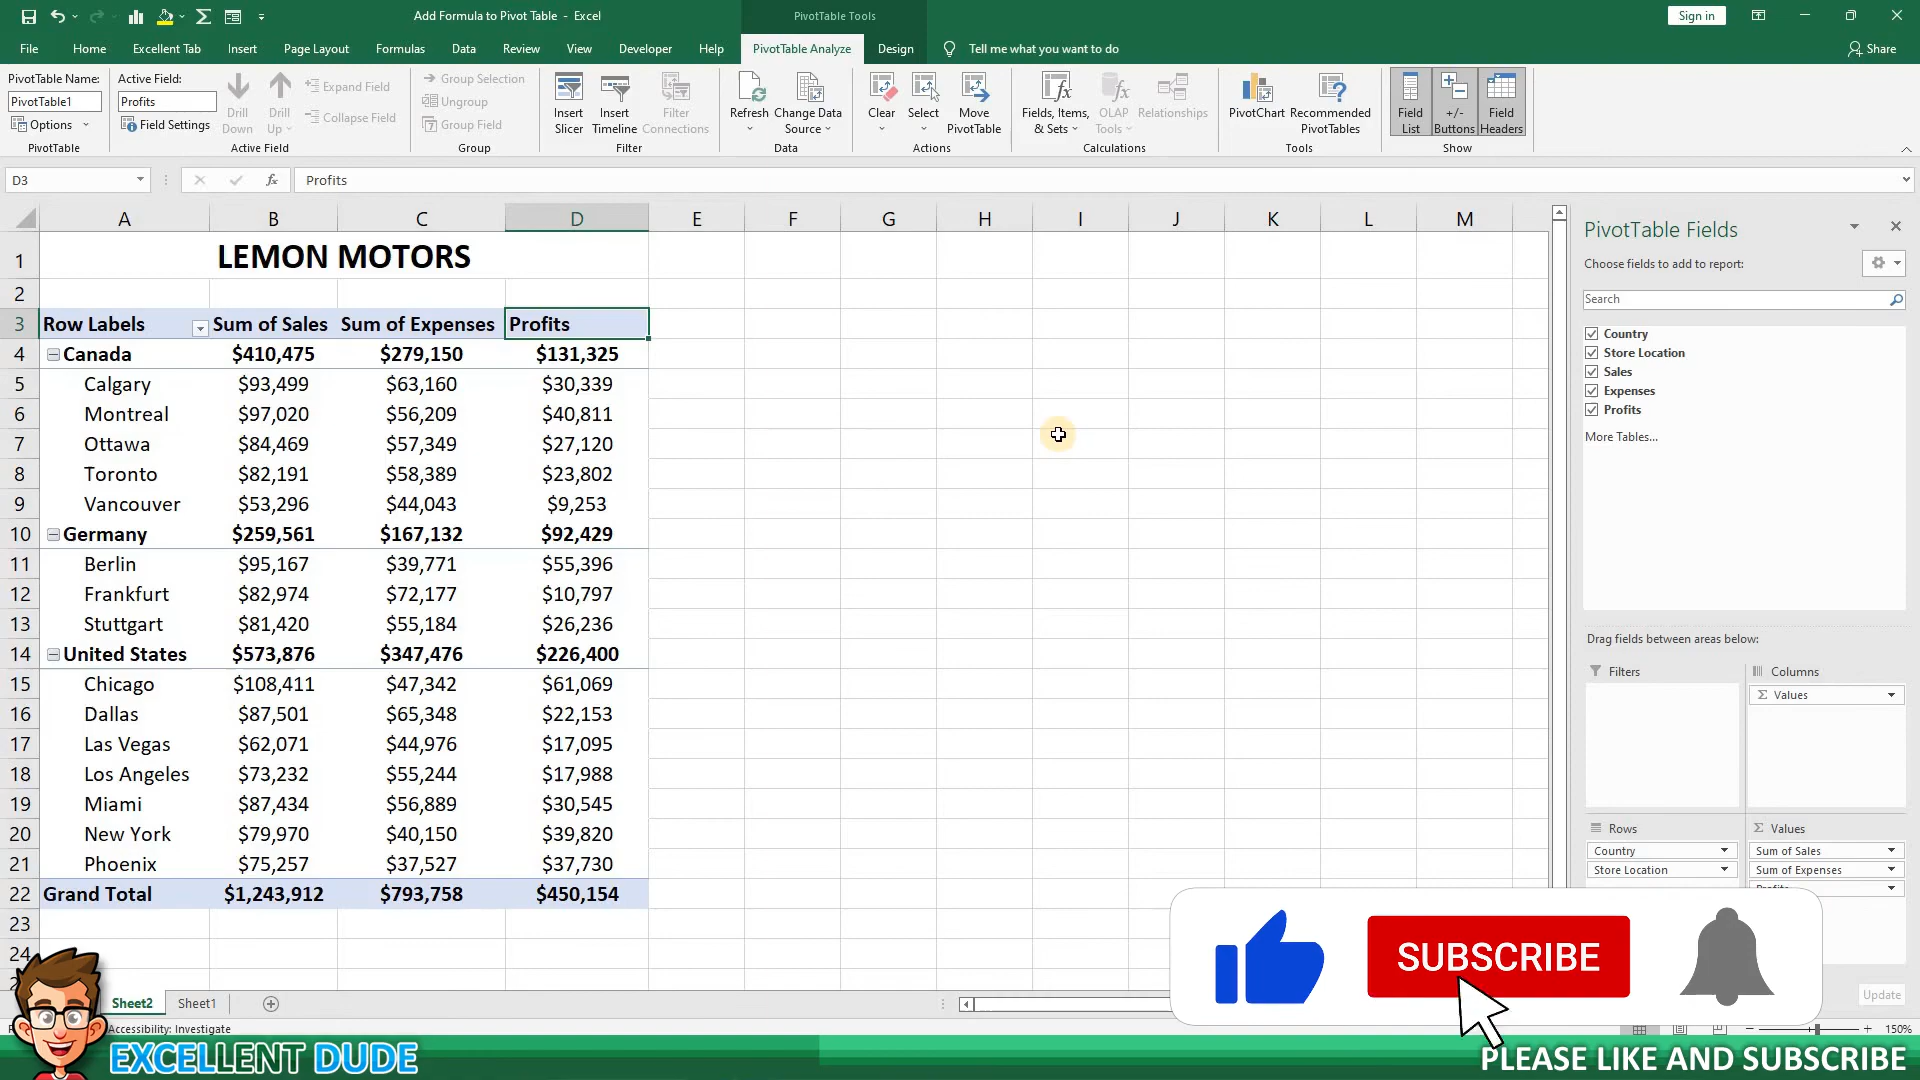 Add Formula to Pivot Table - Excel
PivotTable Tools
Sign in
File Home Excellent Tab Insert Page Layout Formulas Data Review View Developer Help PivotTable Analyze Design Tell me what you want to do Share
PivotTable Name:
PivotTable1
Options
PivotTable
Active Field:
Profits
Field Settings
Drill Down
Drill Up
Expand Field
Collapse Field
Active Field
Group Selection
Ungroup
Group Field
Group
Insert Slicer
Insert Timeline
Filter Connections
Filter
Refresh
Change Data Source
Data
Clear
Select
Move PivotTable
Actions
Fields, Items, & Sets
OLAP Tools
Relationships
Calculations
PivotChart
Recommended PivotTables
Tools
Field List
+/- Buttons
Field Headers
Show
D3 fx Profits
A B C D E F G H I J K L M
1 LEMON MOTORS
2
3 Row Labels Sum of Sales Sum of Expenses Profits
4 Canada $410,475 $279,150 $131,325
5 Calgary $93,499 $63,160 $30,339
6 Montreal $97,020 $56,209 $40,811
7 Ottawa $84,469 $57,349 $27,120
8 Toronto $82,191 $58,389 $23,802
9 Vancouver $53,296 $44,043 $9,253
10 Germany $259,561 $167,132 $92,429
11 Berlin $95,167 $39,771 $55,396
12 Frankfurt $82,974 $72,177 $10,797
13 Stuttgart $81,420 $55,184 $26,236
14 United States $573,876 $347,476 $226,400
15 Chicago $108,411 $47,342 $61,069
16 Dallas $87,501 $65,348 $22,153
17 Las Vegas $62,071 $44,976 $17,095
18 Los Angeles $73,232 $55,244 $17,988
19 Miami $87,434 $56,889 $30,545
20 New York $79,970 $40,150 $39,820
21 Phoenix $75,257 $37,527 $37,730
22 Grand Total $1,243,912 $793,758 $450,154
23
24
PivotTable Fields
Choose fields to add to report:
Search
Country
Store Location
Sales
Expenses
Profits
More Tables...
Drag fields between areas below:
Filters
Columns
Σ Values
Rows
Country
Store Location
Σ Values
Sum of Sales
Sum of Expenses
Update
SUBSCRIBE
Sheet2 Sheet1
Accessibility: Investigate
150%
EXCELLENT DUDE
PLEASE LIKE AND SUBSCRIBE